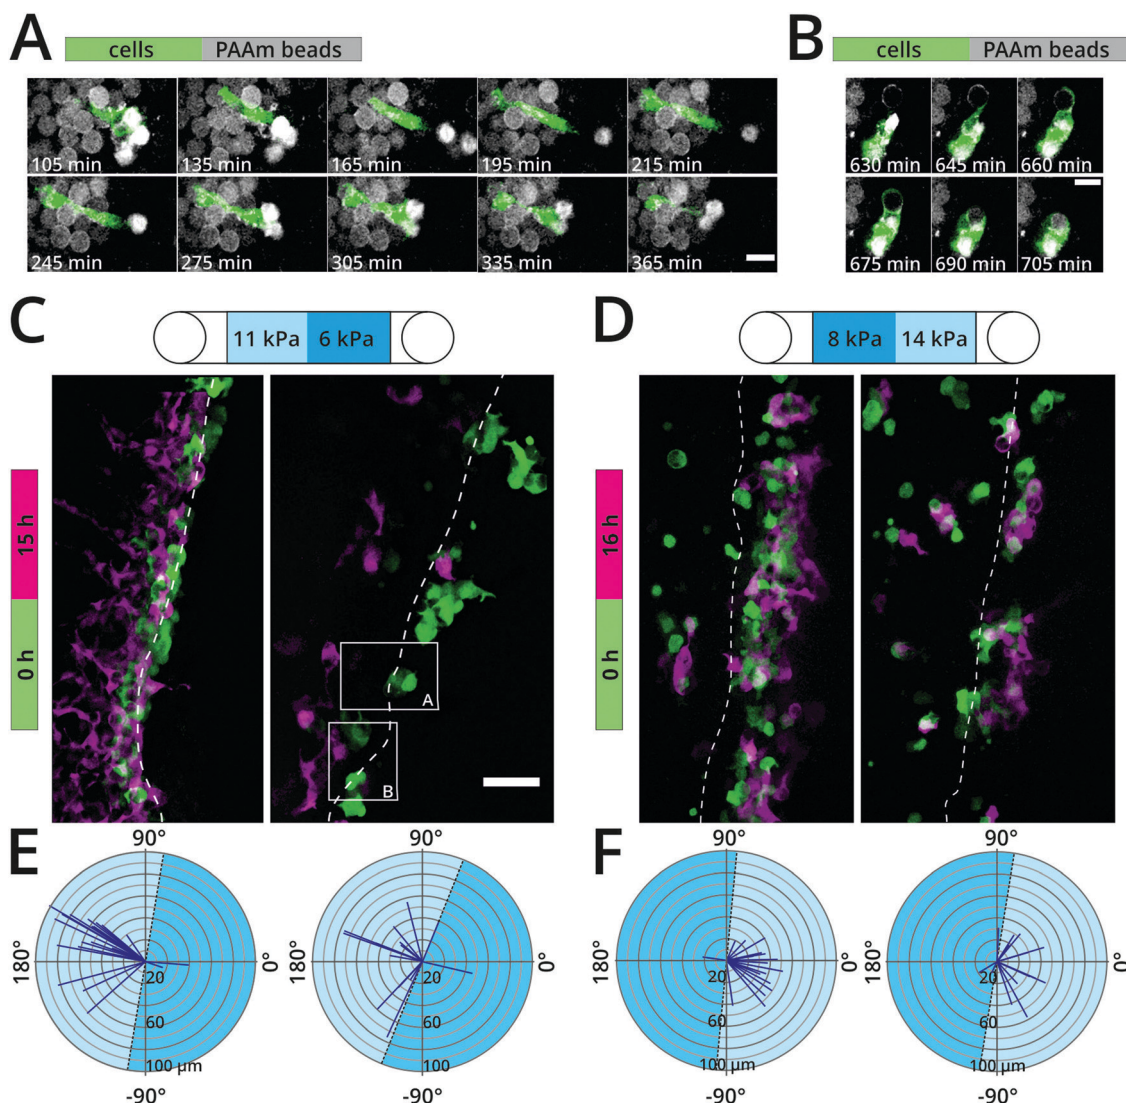 A
cells PAAm beads
105 min 135 min 165 min 195 min 215 min
245 min 275 min 305 min 335 min 365 min
B
cells PAAm beads
630 min 645 min 660 min
675 min 690 min 705 min
C
11 kPa 6 kPa
15 h
0 h
A
B
D
8 kPa 14 kPa
16 h
0 h
E
90° 90°
180° 0° 180° 0°
20 20
60 60
100 µm 100
-90° -90°
F
90° 90°
180° 0° 180° 0°
20 20
60 60
100 µm 100 µm
-90° -90°